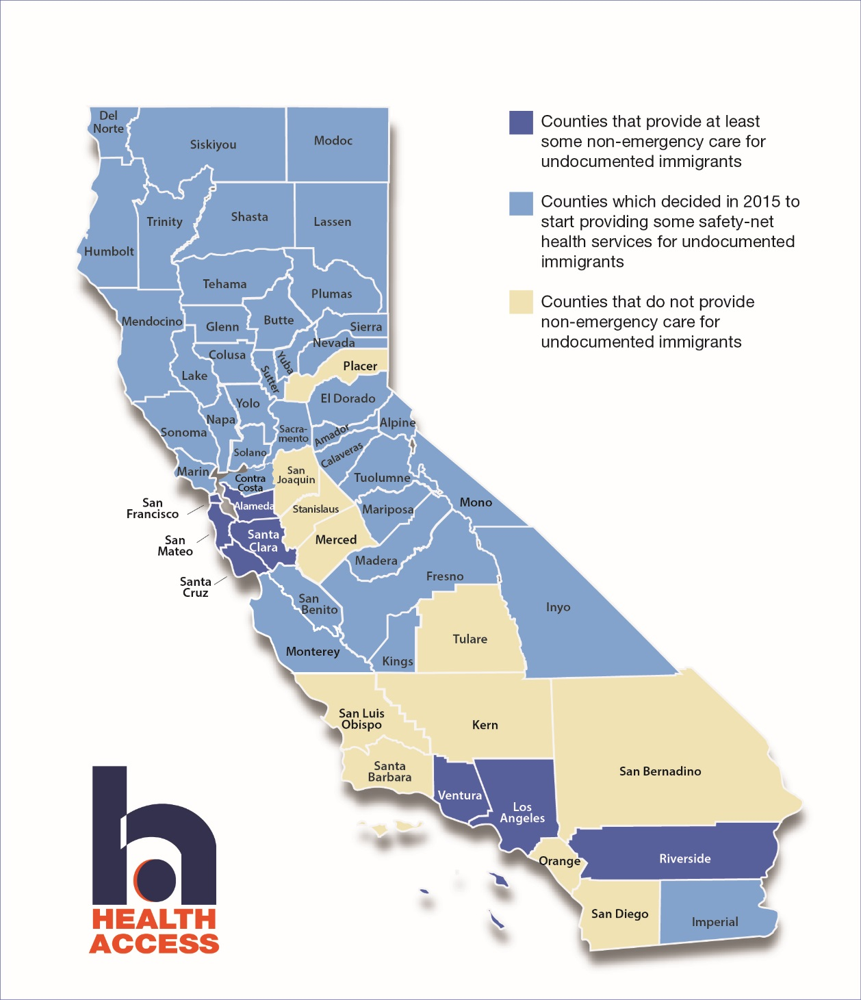 Del
Norte
Siskiyou
Modoc
Counties that provide at least
some non-emergency care for
undocumented immigrants
Counties which decided in 2015 to
start providing some safety-net
health services for undocumented
immigrants
Counties that do not provide
non-emergency care for
undocumented immigrants
Humbolt
Trinity
Shasta
Lassen
Tehama
Plumas
Mendocino
Glenn
Butte
Sierra
Nevada
Colusa
Sutter
Yuba
Placer
Lake
Yolo
El Dorado
Napa
Sonoma
Sacra-
mento
Amador
Alpine
Solano
Calaveras
Marin
Contra
Costa
San
Joaquin
Tuolumne
San
Francisco
Alameda
Stanislaus
Mariposa
Mono
San
Mateo
Santa
Clara
Merced
Madera
Santa
Cruz
Fresno
San
Benito
Inyo
Monterey
Kings
Tulare
San Luis
Obispo
Kern
Santa
Barbara
San Bernadino
Ventura
Los
Angeles
Orange
Riverside
San Diego
Imperial
HEALTH
ACCESS